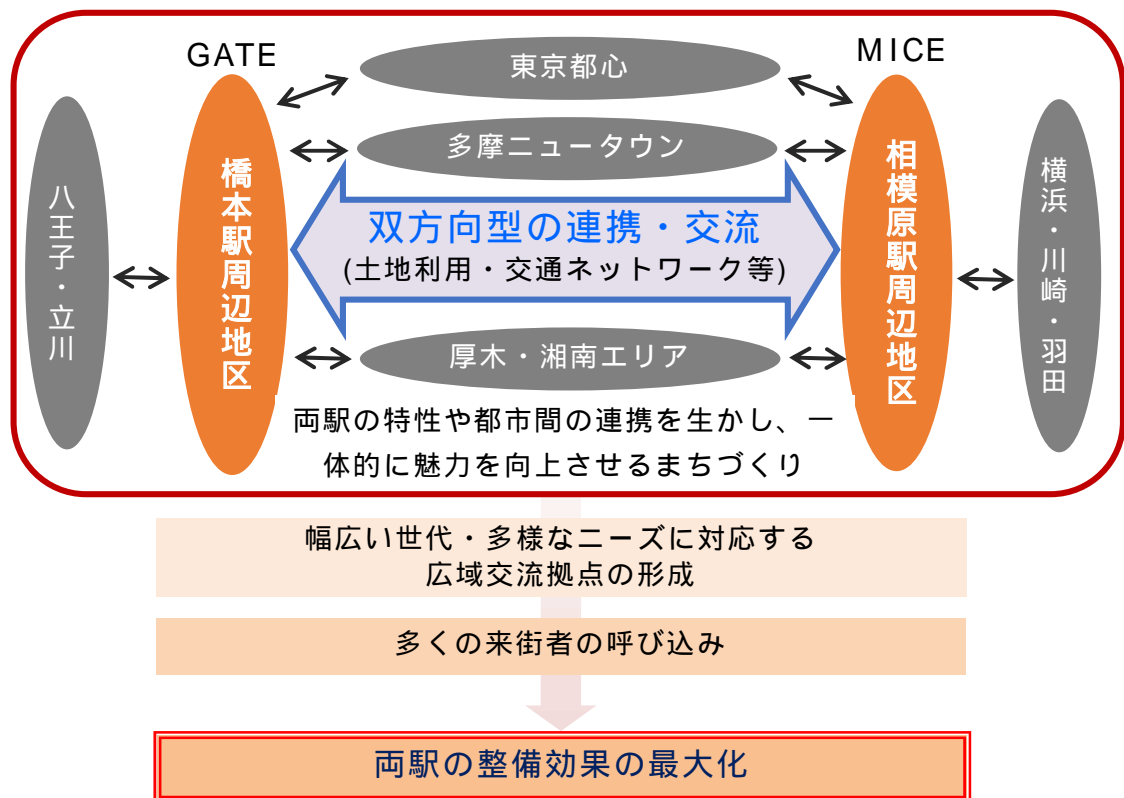 GATE
MICE
東京都心
多摩ニュータウン
八王子・立川
橋本駅周辺地区
相模原駅周辺地区
横浜・川崎・羽田
双方向型の連携・交流
(土地利用・交通ネットワーク等)
厚木・湘南エリア
両駅の特性や都市間の連携を生かし、一
体的に魅力を向上させるまちづくり
幅広い世代・多様なニーズに対応する
広域交流拠点の形成
多くの来街者の呼び込み
両駅の整備効果の最大化